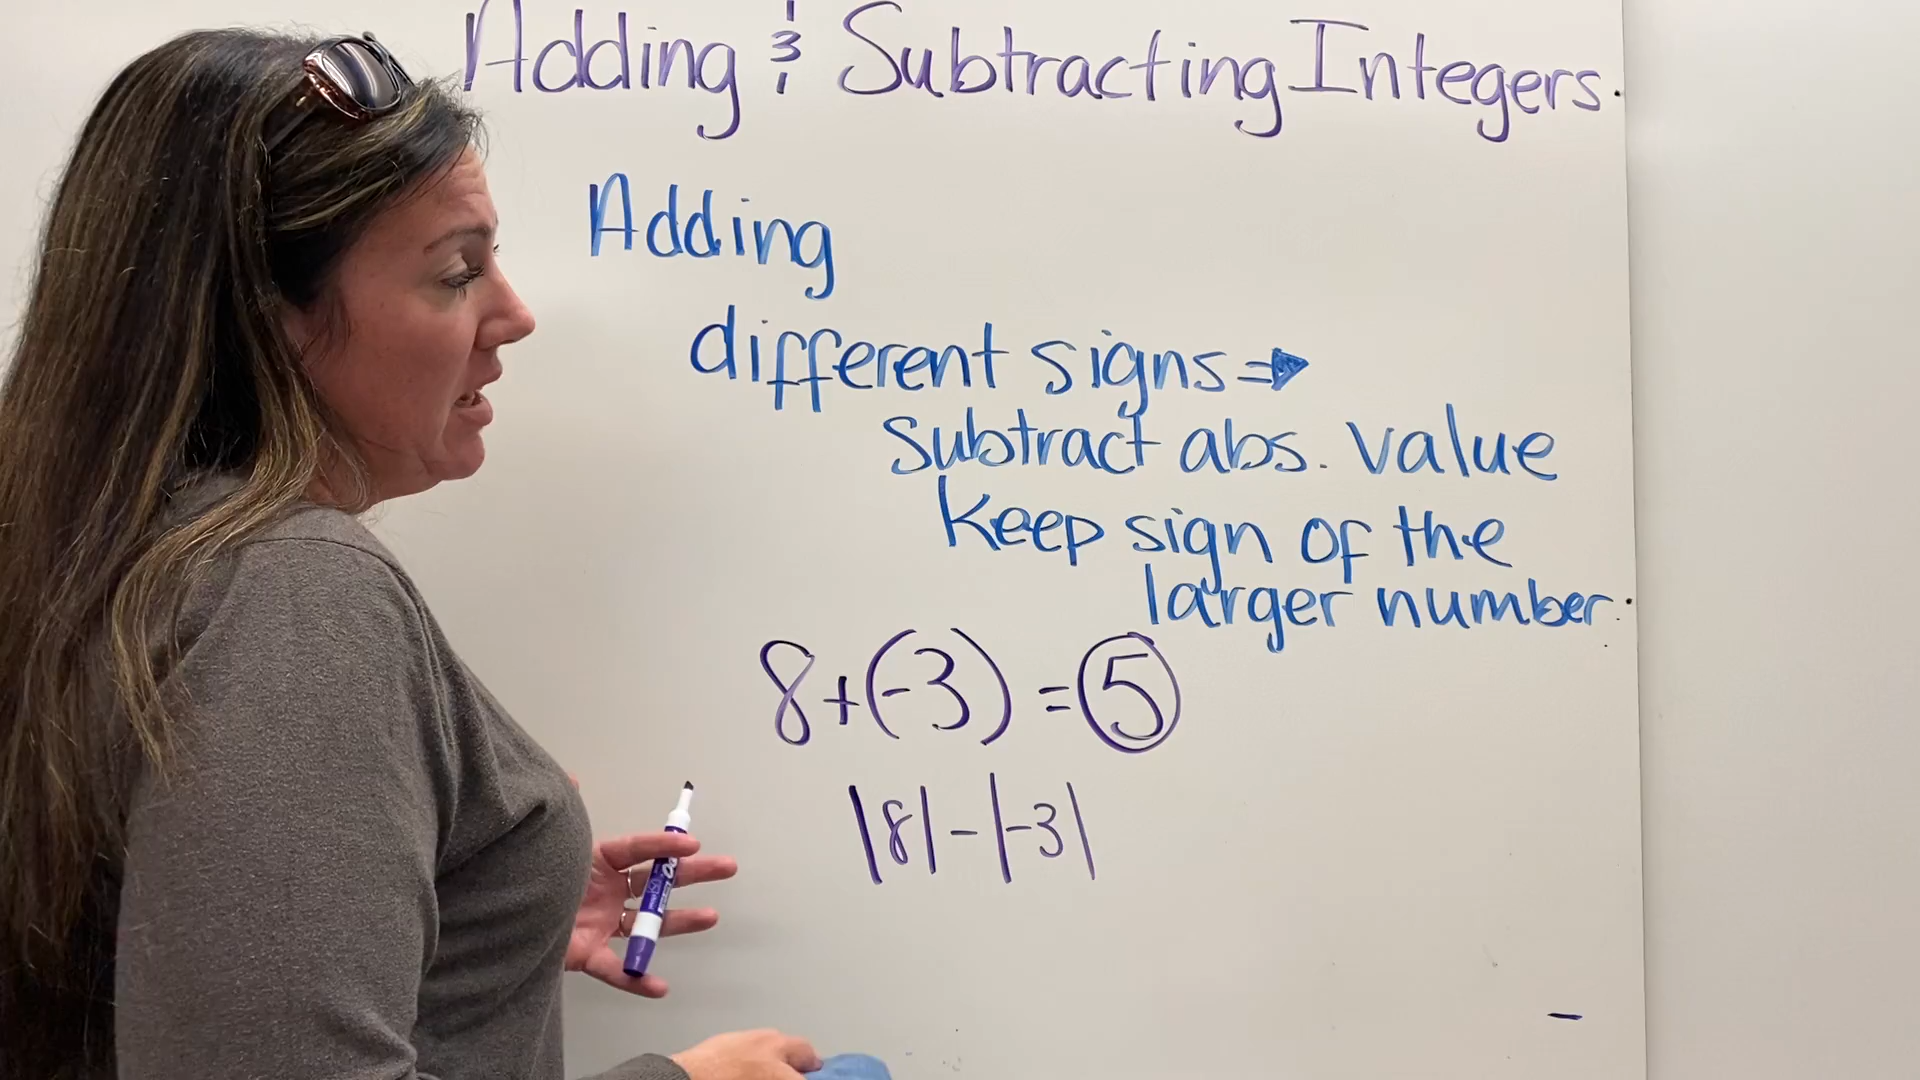 Adding & Subtracting Integers.
Adding
different signs ⇒
Subtract abs. value
Keep sign of the
larger number.
8+(-3) = 5
|8| - |-3|